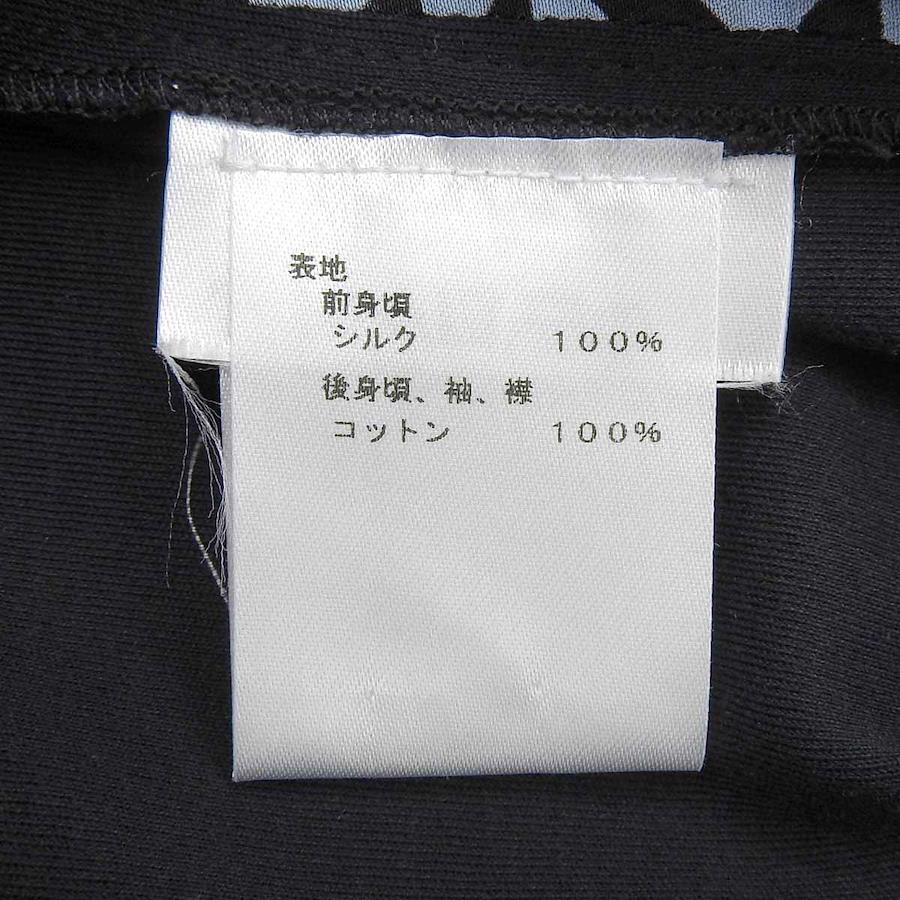 表地
前身頃
シルク 100%
後身頃、袖、襟
コットン 100%